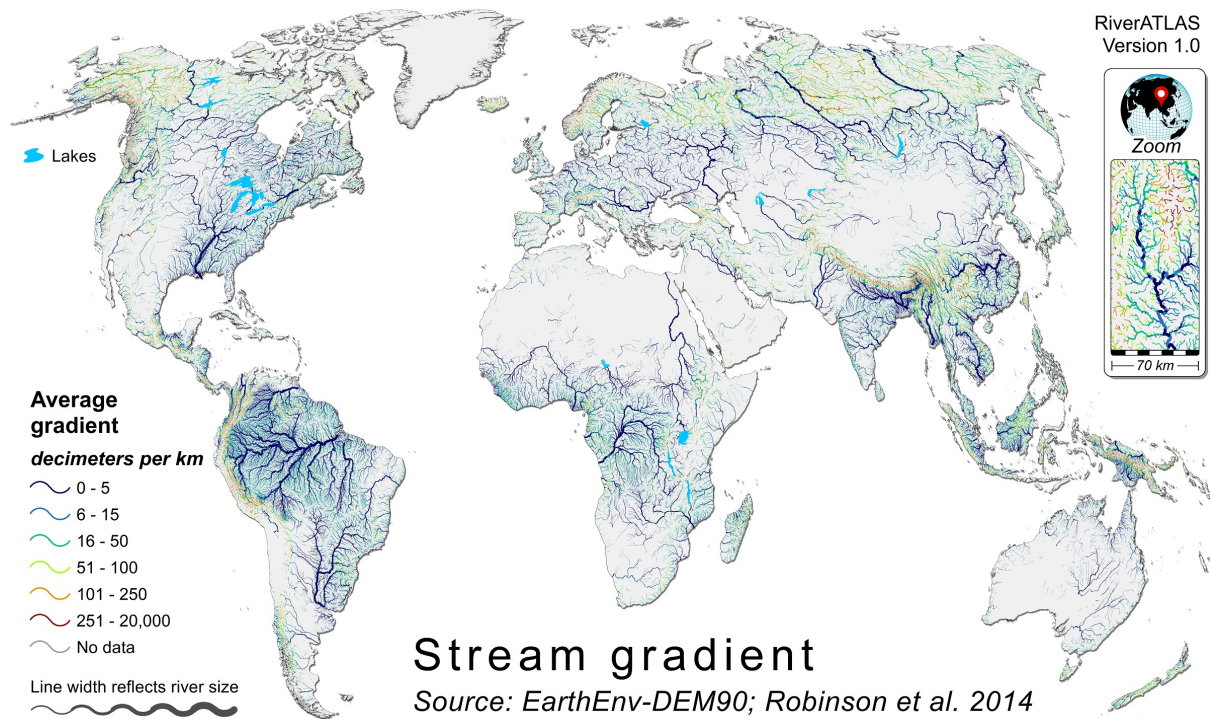 RiverATLAS
Version 1.0
Lakes
Zoom
70 km
Average
gradient
decimeters per km
0 - 5
6 - 15
16 - 50
51 - 100
101 - 250
251 - 20,000
No data
Line width reflects river size
Stream gradient
Source: EarthEnv-DEM90; Robinson et al. 2014